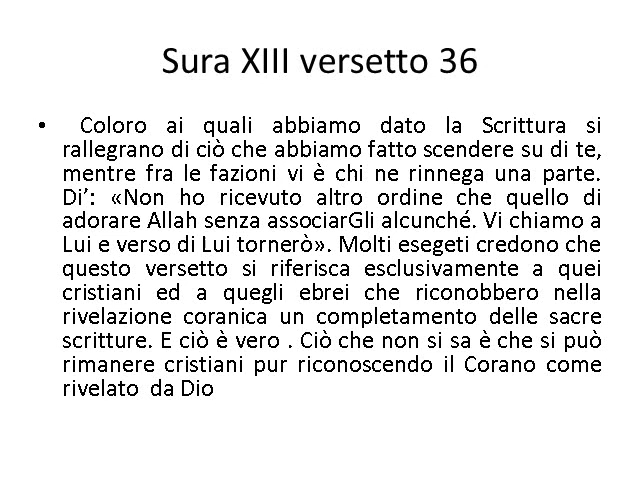 Sura XIII versetto 36
• Coloro ai quali abbiamo dato la Scrittura si
rallegrano di ciò che abbiamo fatto scendere su di te,
mentre fra le fazioni vi è chi ne rinnega una parte.
Di’: «Non ho ricevuto altro ordine che quello di
adorare Allah senza associarGli alcunché. Vi chiamo a
Lui e verso di Lui tornerò». Molti esegeti credono che
questo versetto si riferisca esclusivamente a quei
cristiani ed a quegli ebrei che riconobbero nella
rivelazione coranica un completamento delle sacre
scritture. E ciò è vero . Ciò che non si sa è che si può
rimanere cristiani pur riconoscendo il Corano come
rivelato da Dio